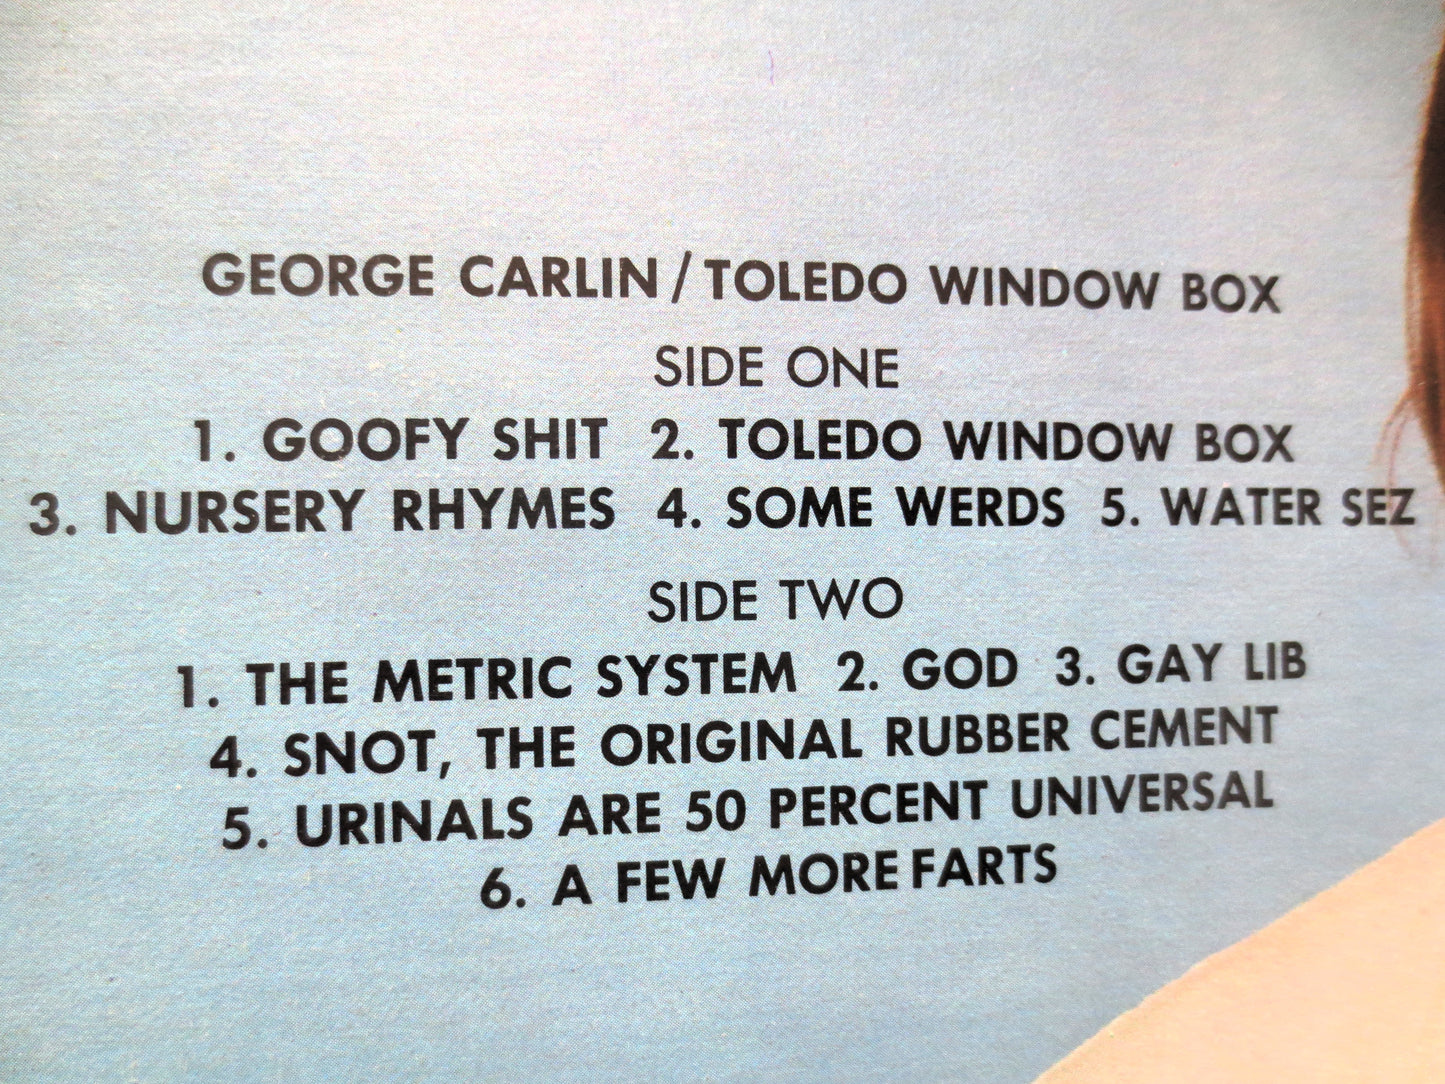 GEORGE CARLIN/TOLEDO WINDOW BOX
SIDE ONE
1. GOOFY SHIT 2. TOLEDO WINDOW BOX
3. NURSERY RHYMES 4. SOME WERDS 5. WATER SEZ
SIDE TWO
1. THE METRIC SYSTEM 2. GOD 3. GAY LIB
4. SNOT, THE ORIGINAL RUBBER CEMENT
5. URINALS ARE 50 PERCENT UNIVERSAL
6. A FEW MORE FARTS